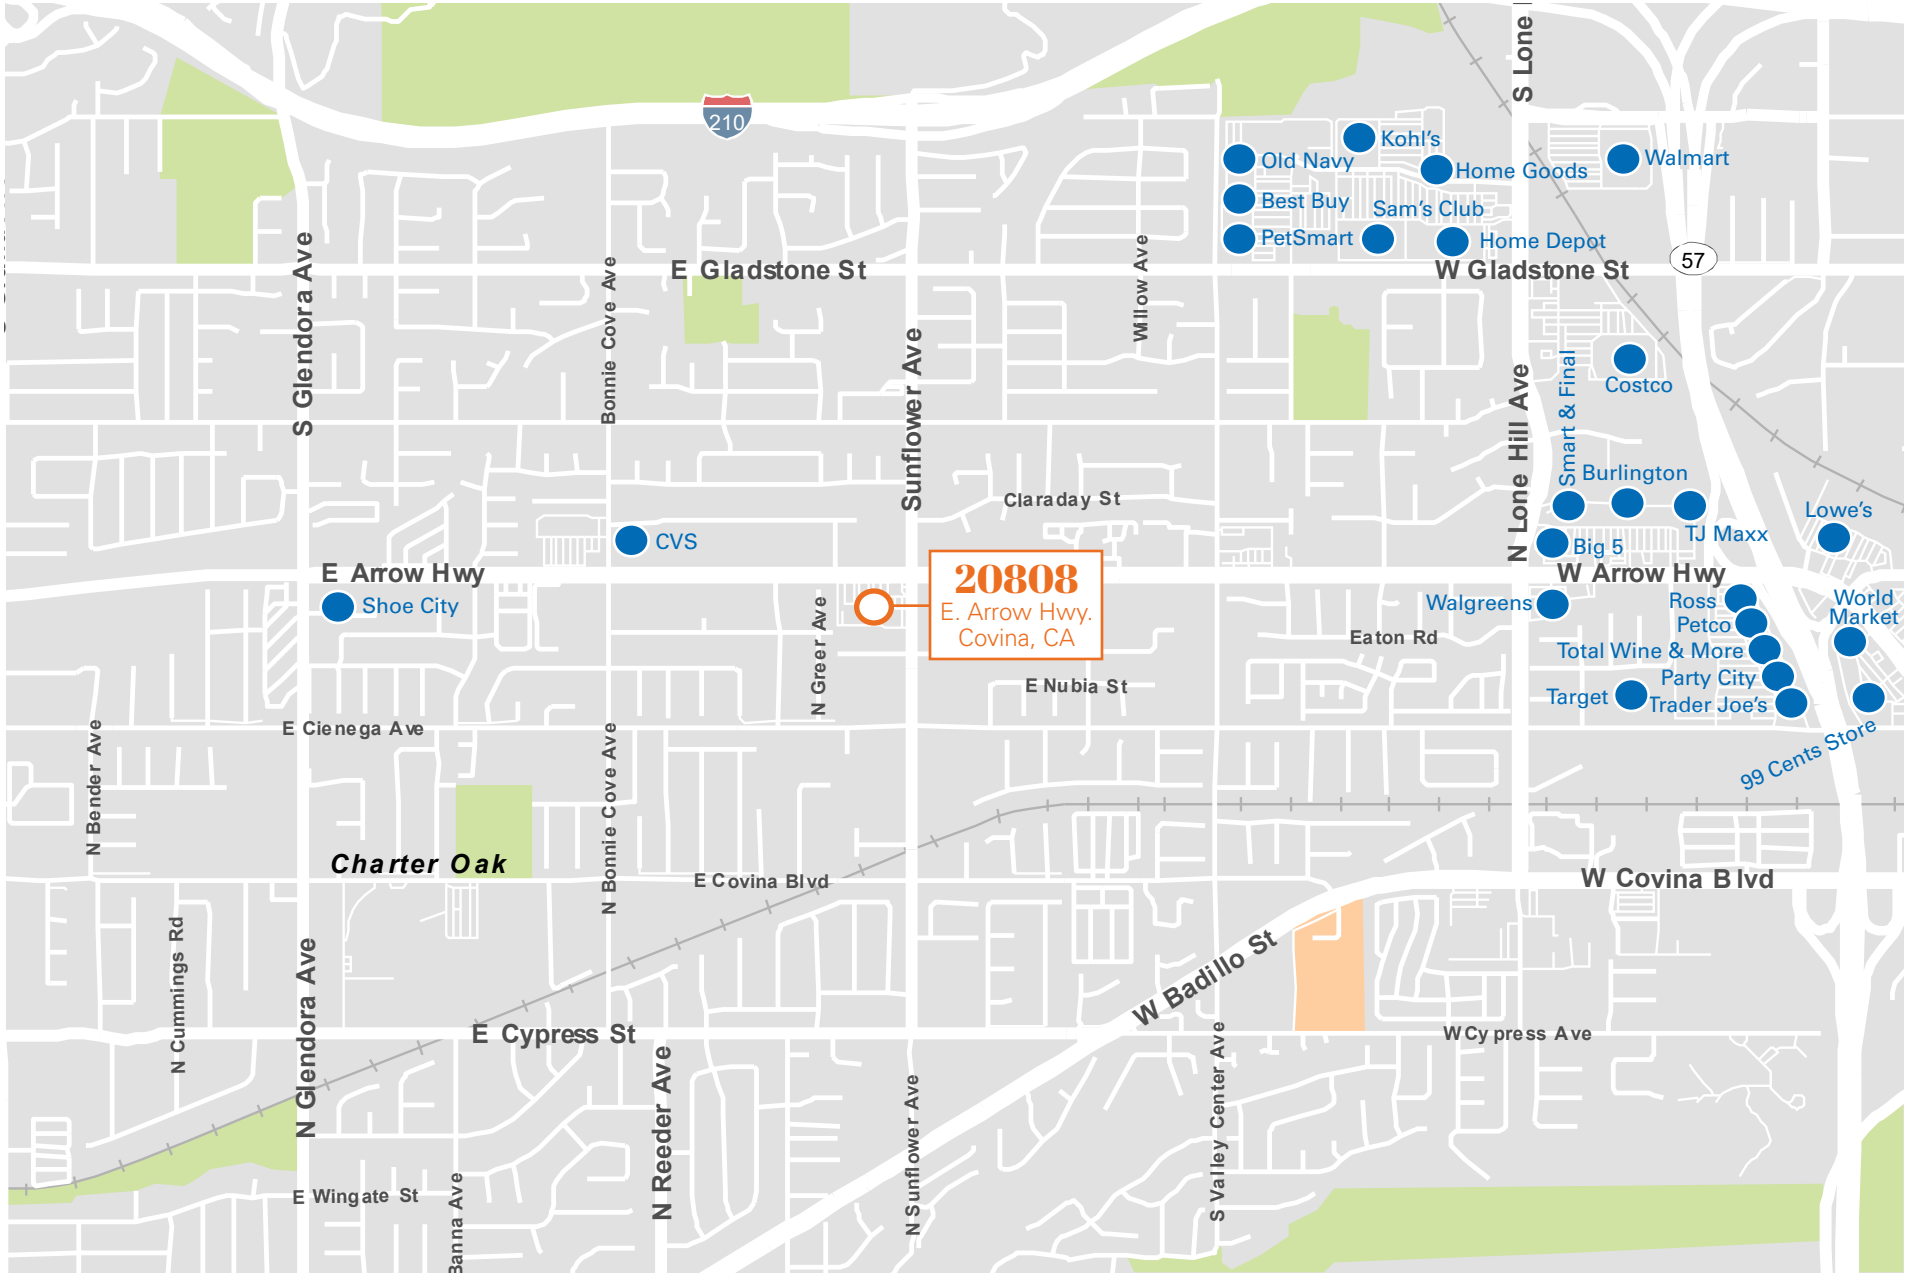 S Lone
210
Kohl's
Old Navy
Home Goods
Walmart
Best Buy
Sam's Club
PetSmart
Home Depot
57
E Gladstone St
W Gladstone St
S Glendora Ave
Bonnie Cove Ave
Willow Ave
Sunflower Ave
N Lone Hill Ave
Smart & Final
Costco
Burlington
Claraday St
TJ Maxx
Lowe's
CVS
Big 5
E Arrow Hwy
W Arrow Hwy
Shoe City
20808
E. Arrow Hwy.
Covina, CA
N Greer Ave
Walgreens
Ross
World
Market
Petco
Eaton Rd
Total Wine & More
Party City
E Nubia St
Target
Trader Joe's
99 Cents Store
E Cienega Ave
N Bender Ave
N Bonnie Cove Ave
Charter Oak
E Covina Blvd
W Covina Blvd
N Cummings Rd
N Glendora Ave
W Badillo St
E Cypress St
W Cypress Ave
N Reeder Ave
N Sunflower Ave
S Valley Center Ave
E Wingate St
Banna Ave